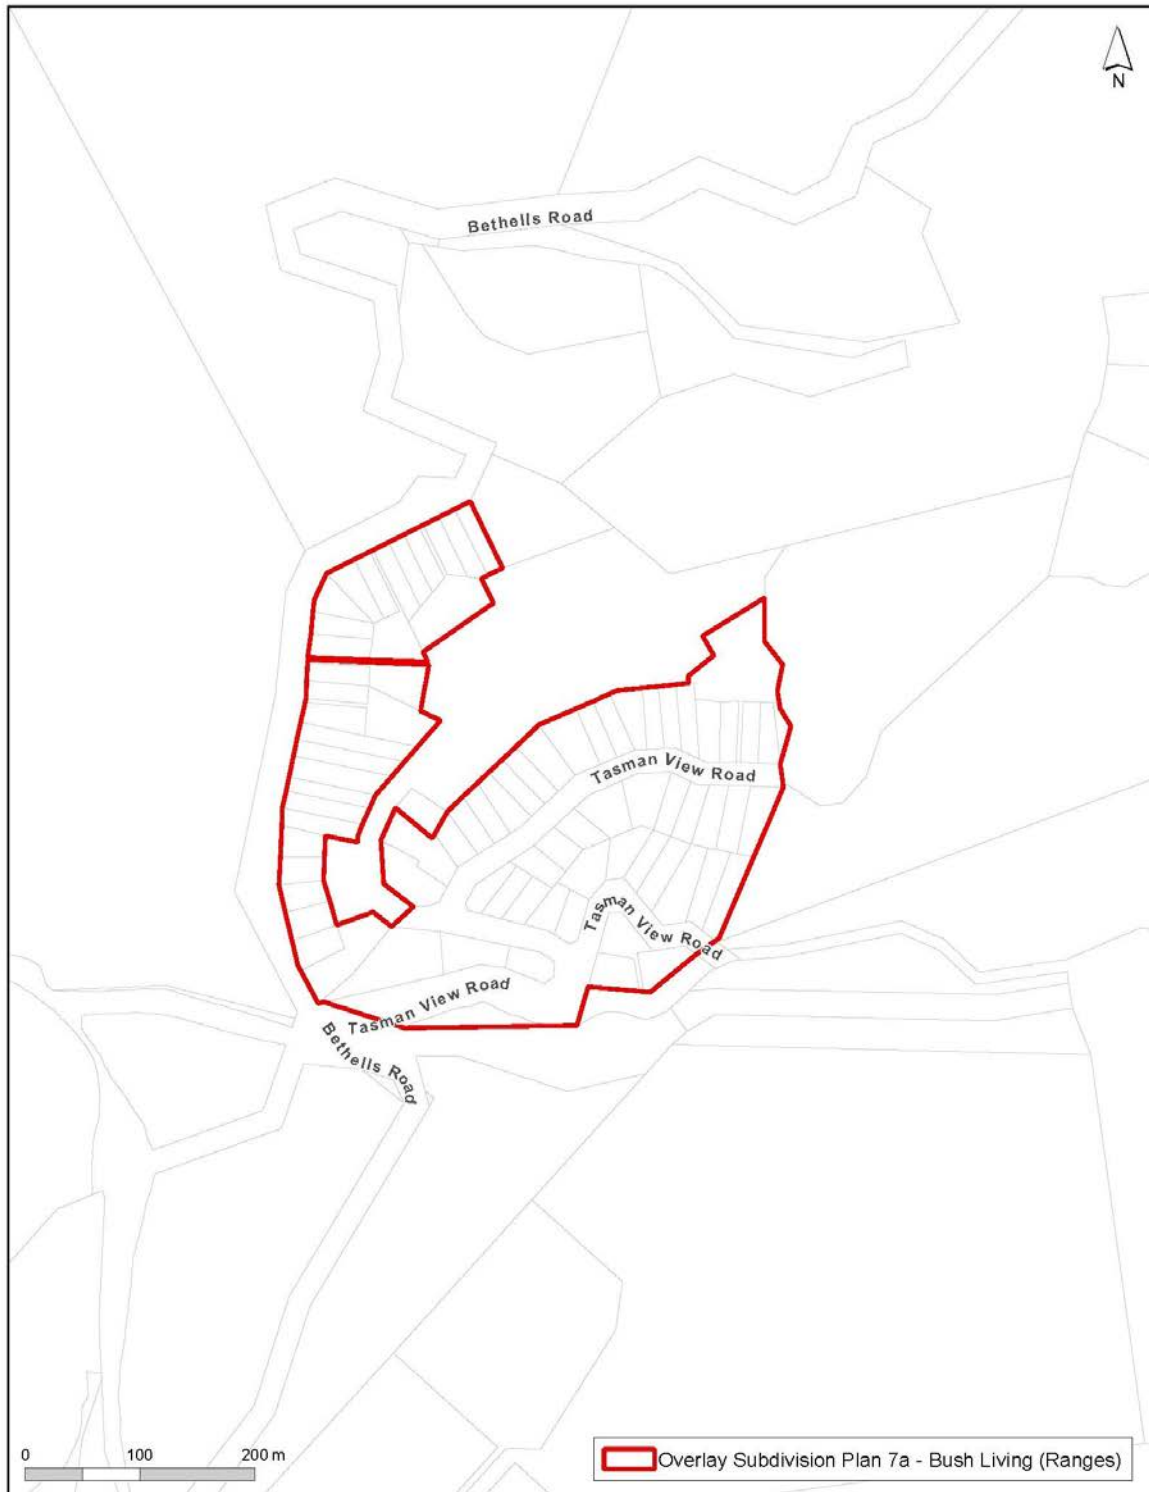 N
Bethells Road
Tasman View Road
Tasman View Road
Tasman View Road
Bethells Road
0 100 200 m
Overlay Subdivision Plan 7a - Bush Living (Ranges)